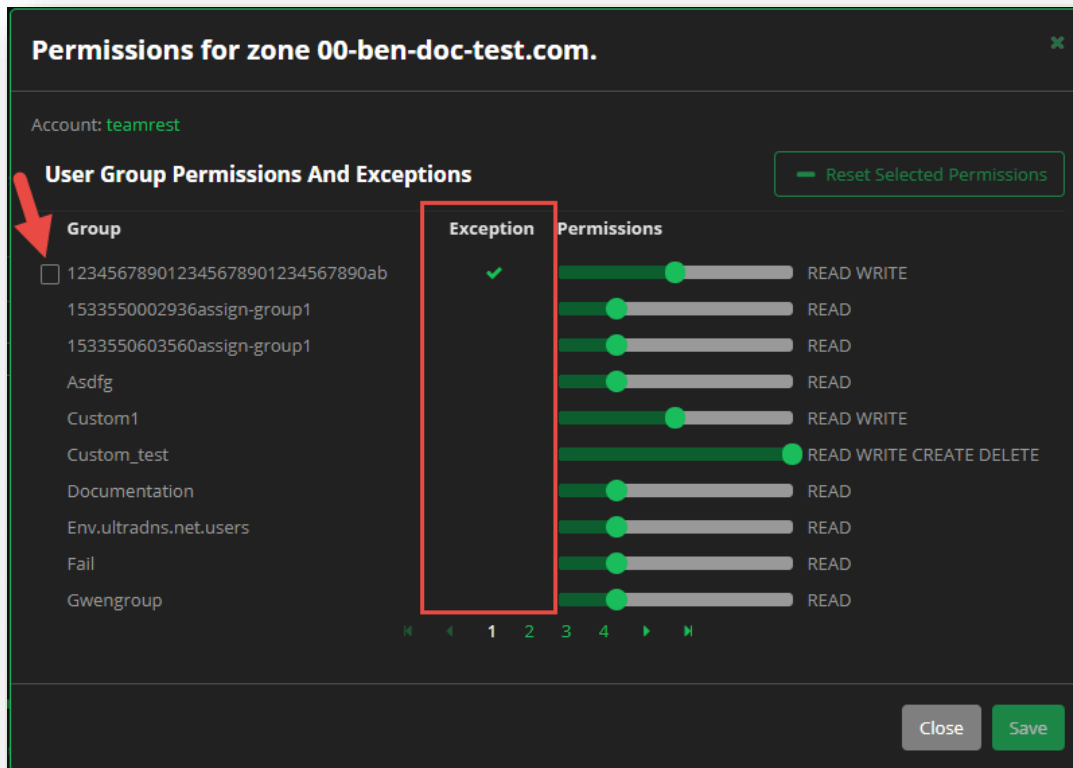 Permissions for zone 00-ben-doc-test.com.
Account: teamrest
User Group Permissions And Exceptions
Reset Selected Permissions
Group Exception Permissions
123456789012345678901234567890ab READ WRITE
1533550002936assign-group1 READ
1533550603560assign-group1 READ
Asdfg READ
Custom1 READ WRITE
Custom_test READ WRITE CREATE DELETE
Documentation READ
Env.ultradns.net.users READ
Fail READ
Gwengroup READ
1 2 3 4
Close Save